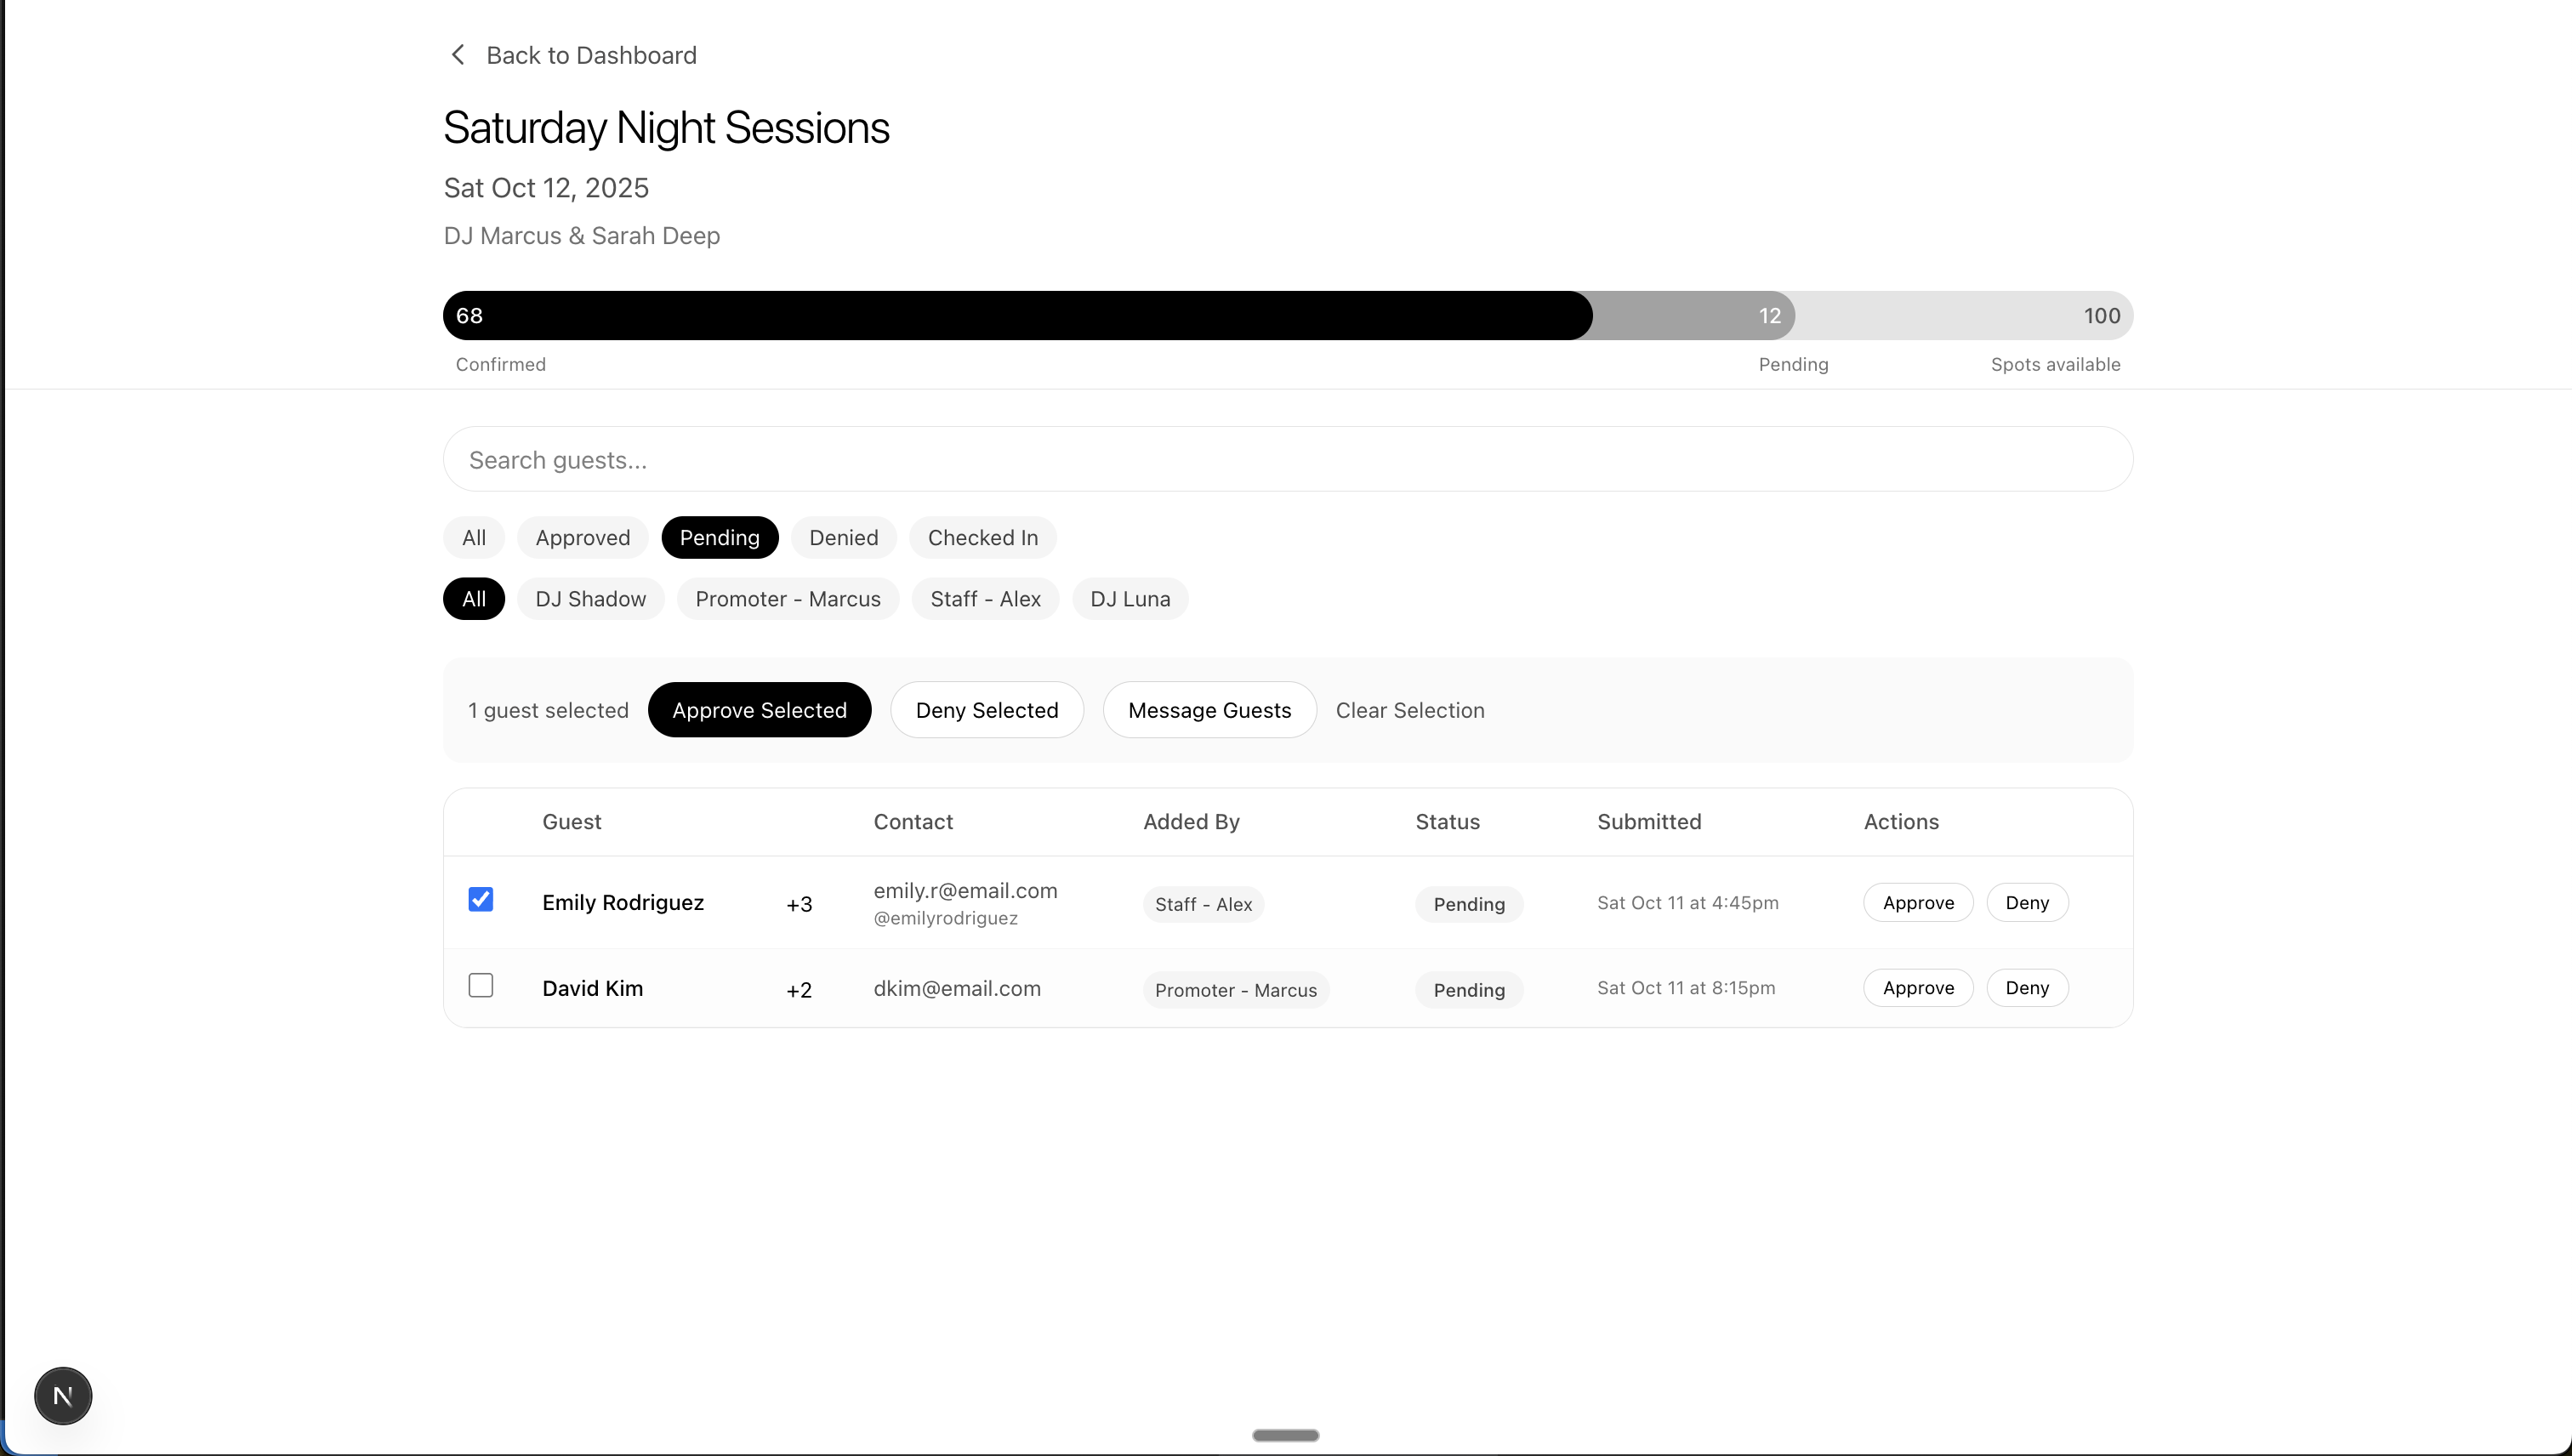 Back to Dashboard
Saturday Night Sessions
Sat Oct 12, 2025
DJ Marcus & Sarah Deep
68 12 100
Confirmed Pending Spots available
Search guests...
All Approved Pending Denied Checked In
All DJ Shadow Promoter - Marcus Staff - Alex DJ Luna
1 guest selected Approve Selected Deny Selected Message Guests Clear Selection
Guest Contact Added By Status Submitted Actions
Emily Rodriguez +3 emily.r@email.com Staff - Alex Pending Sat Oct 11 at 4:45pm Approve Deny
@emilyrodriguez
David Kim +2 dkim@email.com Promoter - Marcus Pending Sat Oct 11 at 8:15pm Approve Deny
N